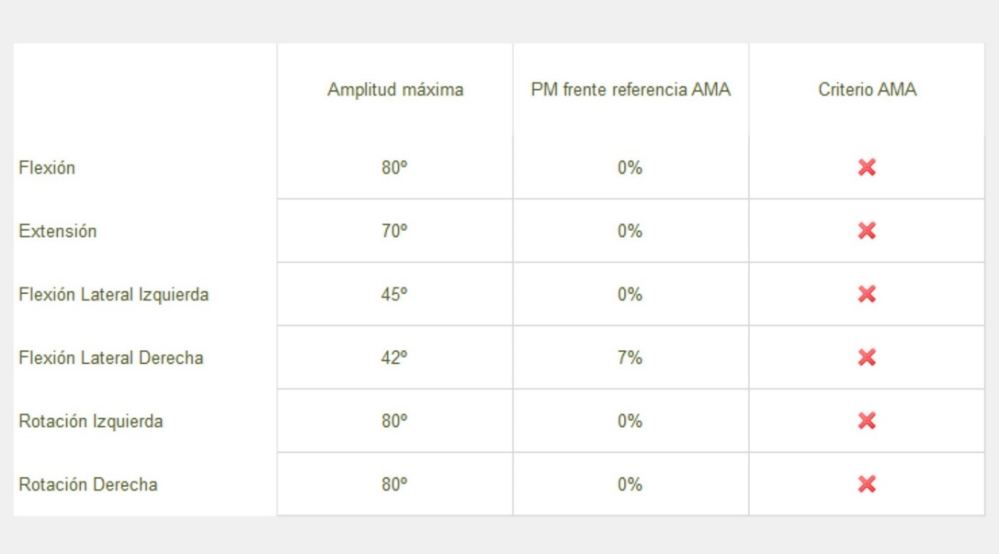 Amplitud máxima PM frente referencia AMA Criterio AMA
Flexión 80º 0%
Extensión 70º 0%
Flexión Lateral Izquierda 45º 0%
Flexión Lateral Derecha 42º 7%
Rotación Izquierda 80º 0%
Rotación Derecha 80º 0%